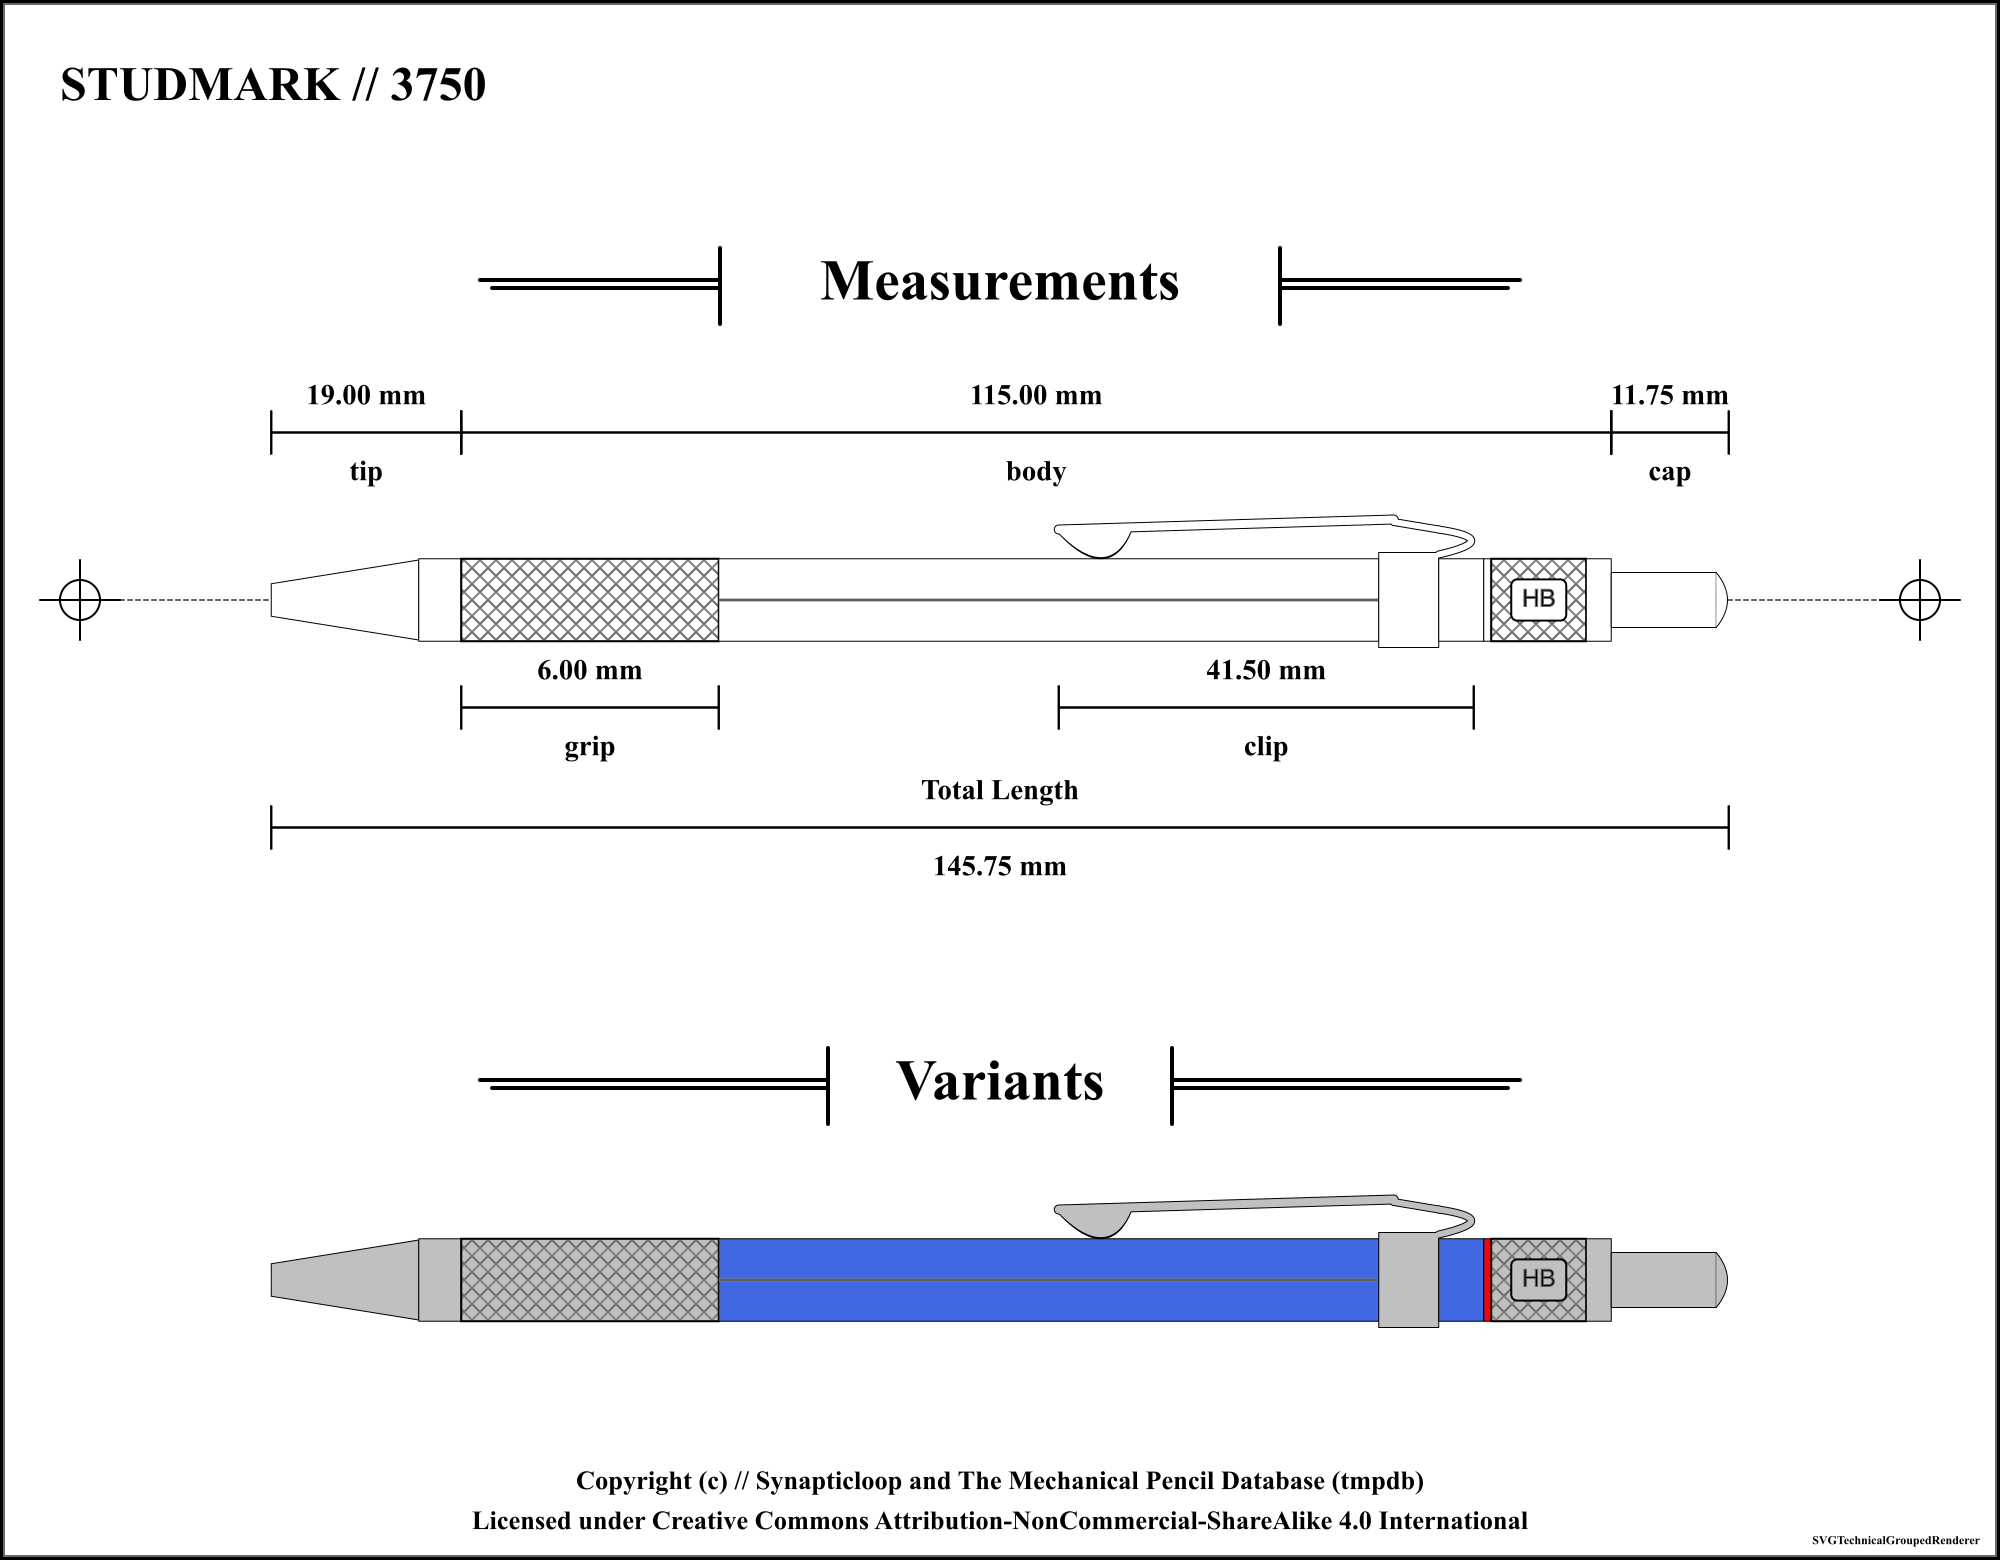 STUDMARK // 3750
Measurements
19.00 mm 115.00 mm 11.75 mm
tip body cap
HB
6.00 mm 41.50 mm
grip clip
Total Length
145.75 mm
Variants
HB
Copyright (c) // Synapticloop and The Mechanical Pencil Database (tmpdb)
Licensed under Creative Commons Attribution-NonCommercial-ShareAlike 4.0 International
SVGTechnicalGroupedRenderer